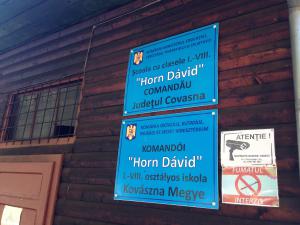 Școala cu clasele I.-VIII.
"Horn Dávid"
COMANDĂU
Județul Covasna
KOMANDÓI
"Horn Dávid"
I.-VIII. osztályos iskola
Kovászna Megye
ATENȚIE !
FUMATUL
INTERZIS